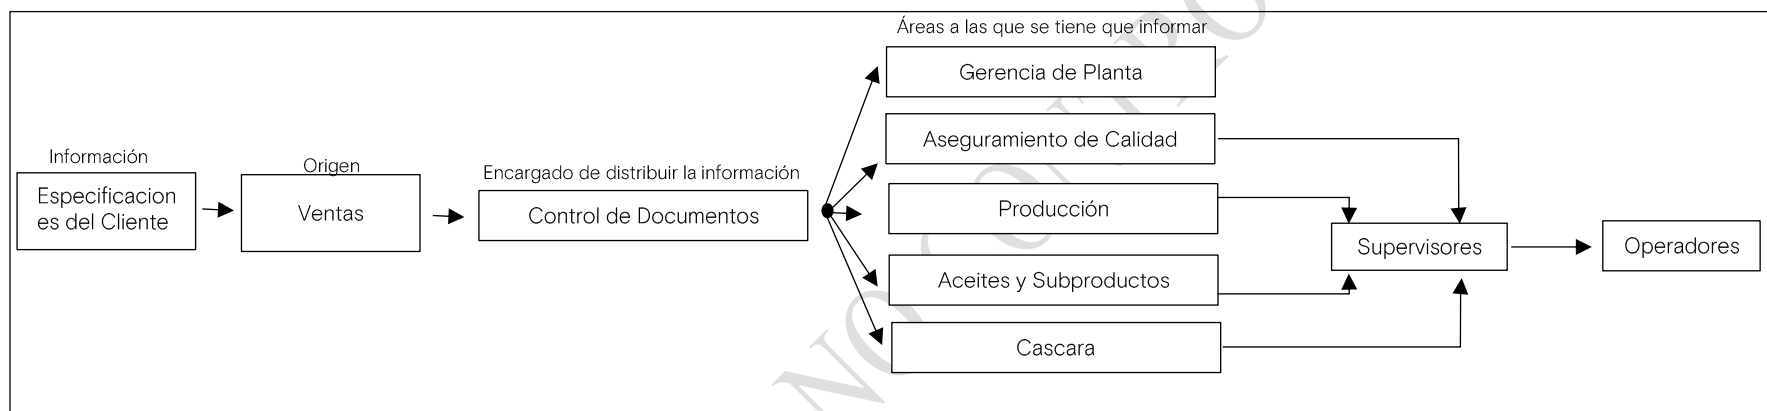 Áreas a las que se tiene que informar
Gerencia de Planta
Aseguramiento de Calidad
Información
Origen
Encargado de distribuir la información
Especificacion
es del Cliente
Ventas
Control de Documentos
Producción
Supervisores
Operadores
Aceites y Subproductos
Cascara